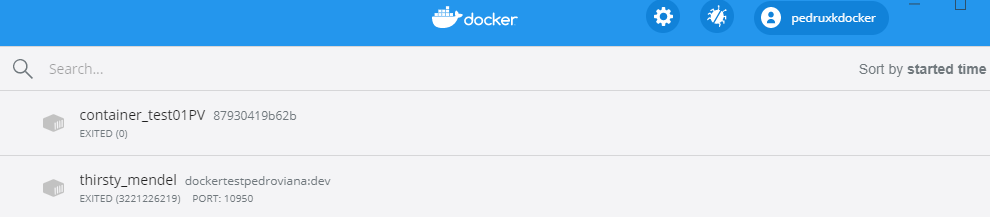 docker
pedruxkdocker
Search...
Sort by started time
container_test01PV 87930419b62b
EXITED (0)
thirsty_mendel dockertestpedroviana:dev
EXITED (3221226219) PORT: 10950